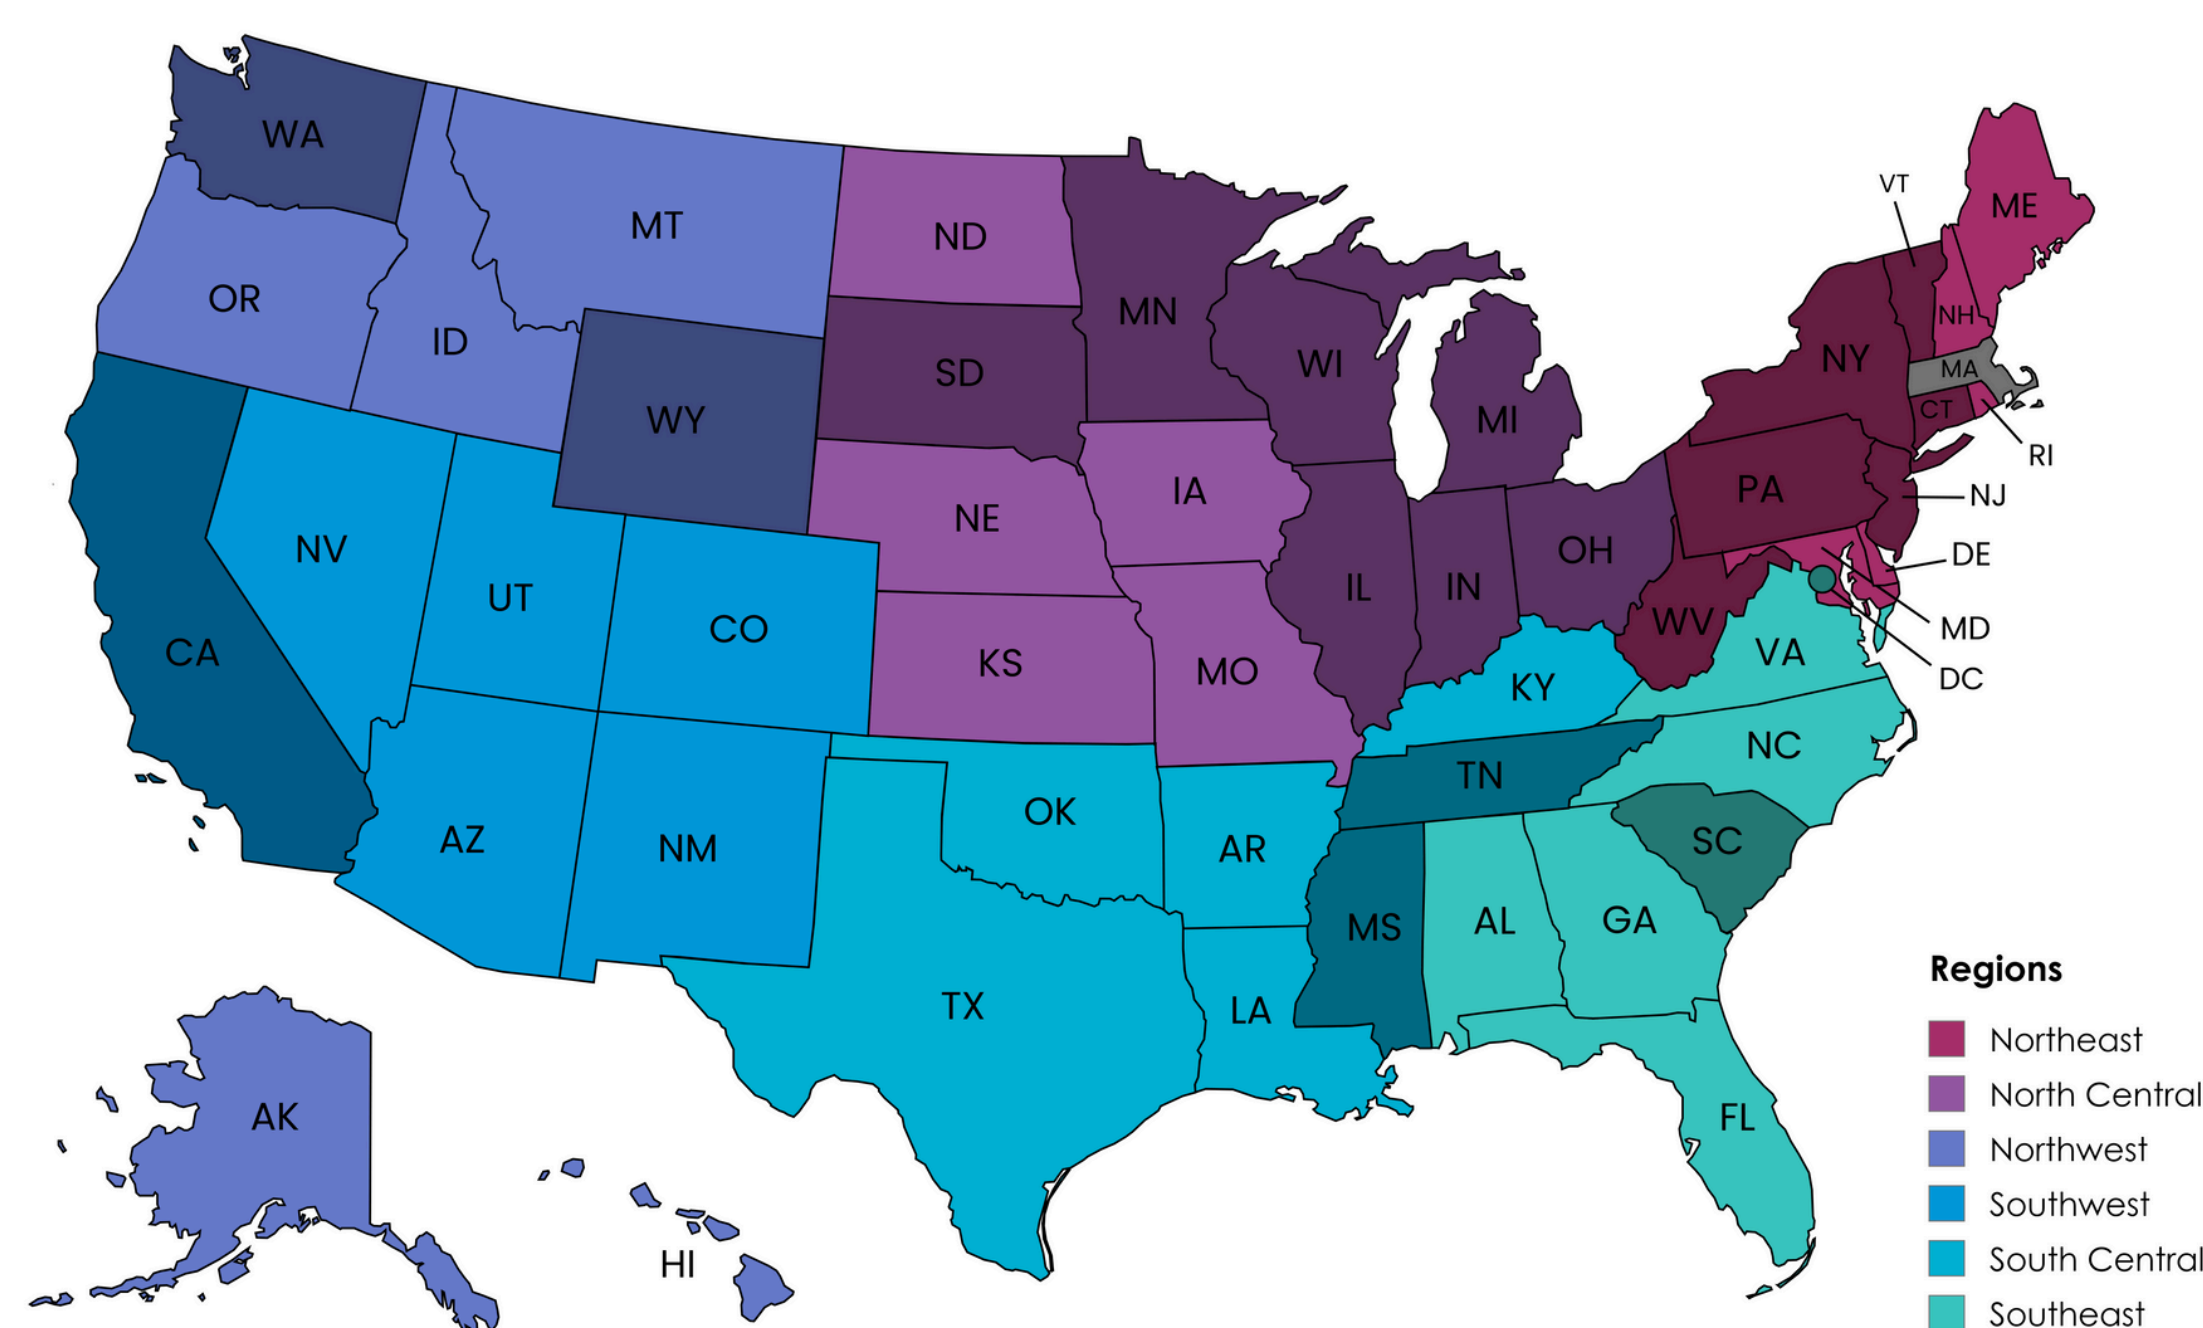 WA
MT
ND
VT
ME
OR
ID
MN
NH
SD
WI
NY
MA
WY
MI
CT
RI
NE
IA
PA
NJ
NV
OH
DE
UT
CO
IL
IN
WV
MD
CA
KS
MO
VA
DC
KY
NC
TN
OK
AZ
NM
AR
SC
MS
AL
GA
TX
LA
AK
FL
HI
Regions
Northeast
North Central
Northwest
Southwest
South Central
Southeast